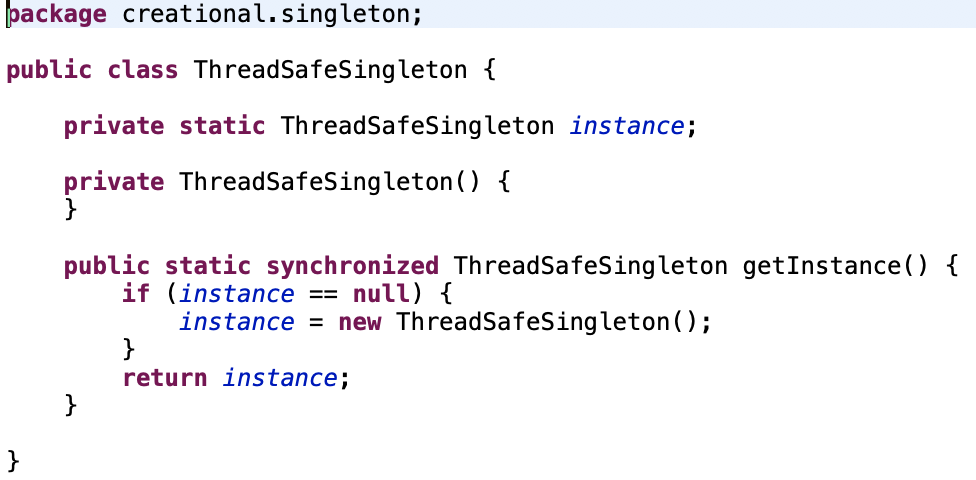 package creational.singleton;
public class ThreadSafeSingleton {
private static ThreadSafeSingleton instance;
private ThreadSafeSingleton() {
}
public static synchronized ThreadSafeSingleton getInstance() {
if (instance == null) {
instance = new ThreadSafeSingleton();
}
return instance;
}
}